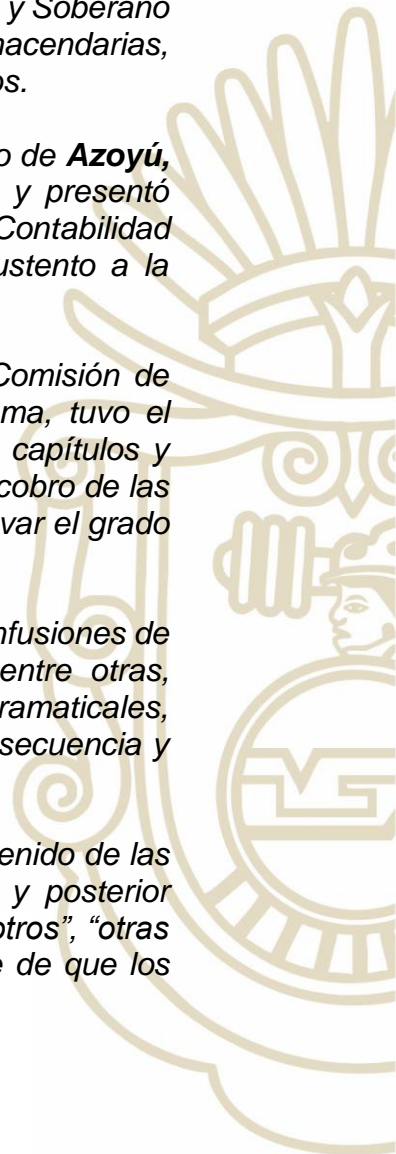 y Soberano
hacendarias,
os.
o de Azoyú,
y presentó
Contabilidad
ustento a la
Comisión de
ma, tuvo el
capítulos y
cobro de las
var el grado
nfusiones de
entre otras,
ramaticales,
secuencia y
enido de las
y posterior
otros”, “otras
e de que los